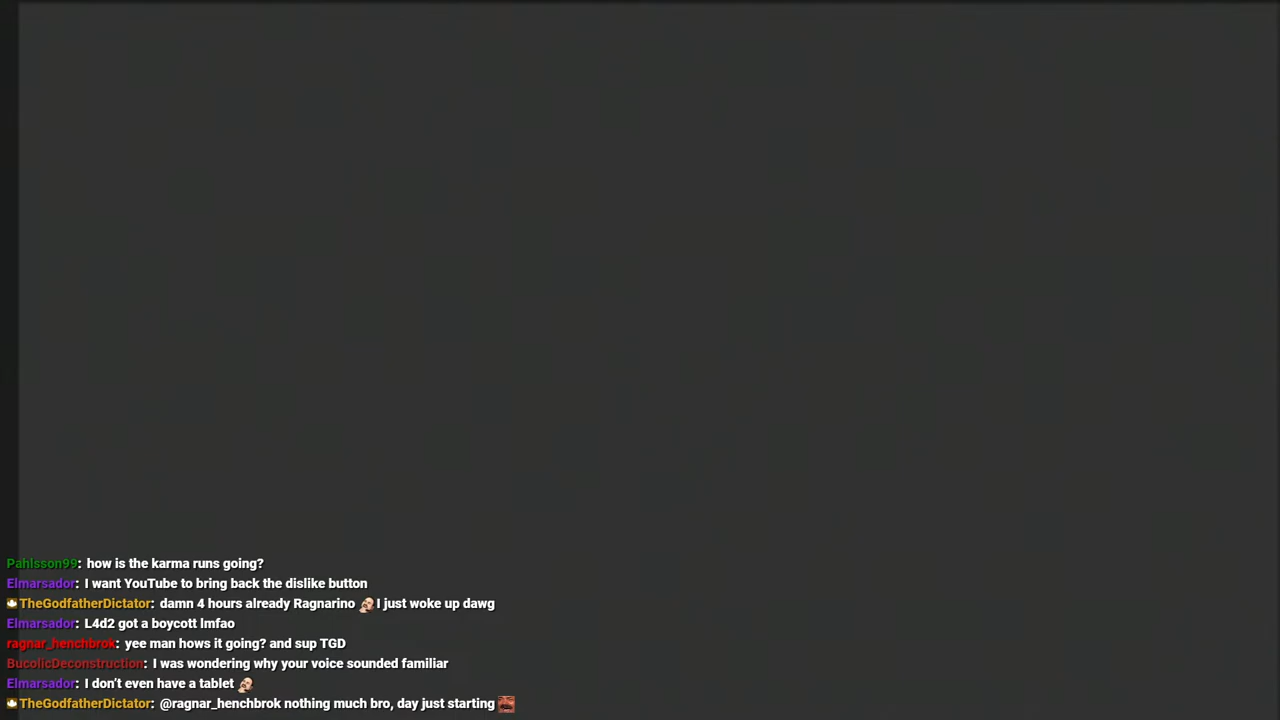 Pahlsson99: how is the karma runs going?
Elmarsador: I want YouTube to bring back the dislike button
TheGodfatherDictator: damn 4 hours already Ragnarino I just woke up dawg
Elmarsador: L4d2 got a boycott lmfao
ragnar_henchbrok: yee man hows it going? and sup TGD
BucolicDeconstruction: I was wondering why your voice sounded familiar
Elmarsador: I don't even have a tablet
TheGodfatherDictator: @ragnar_henchbrok nothing much bro, day just starting